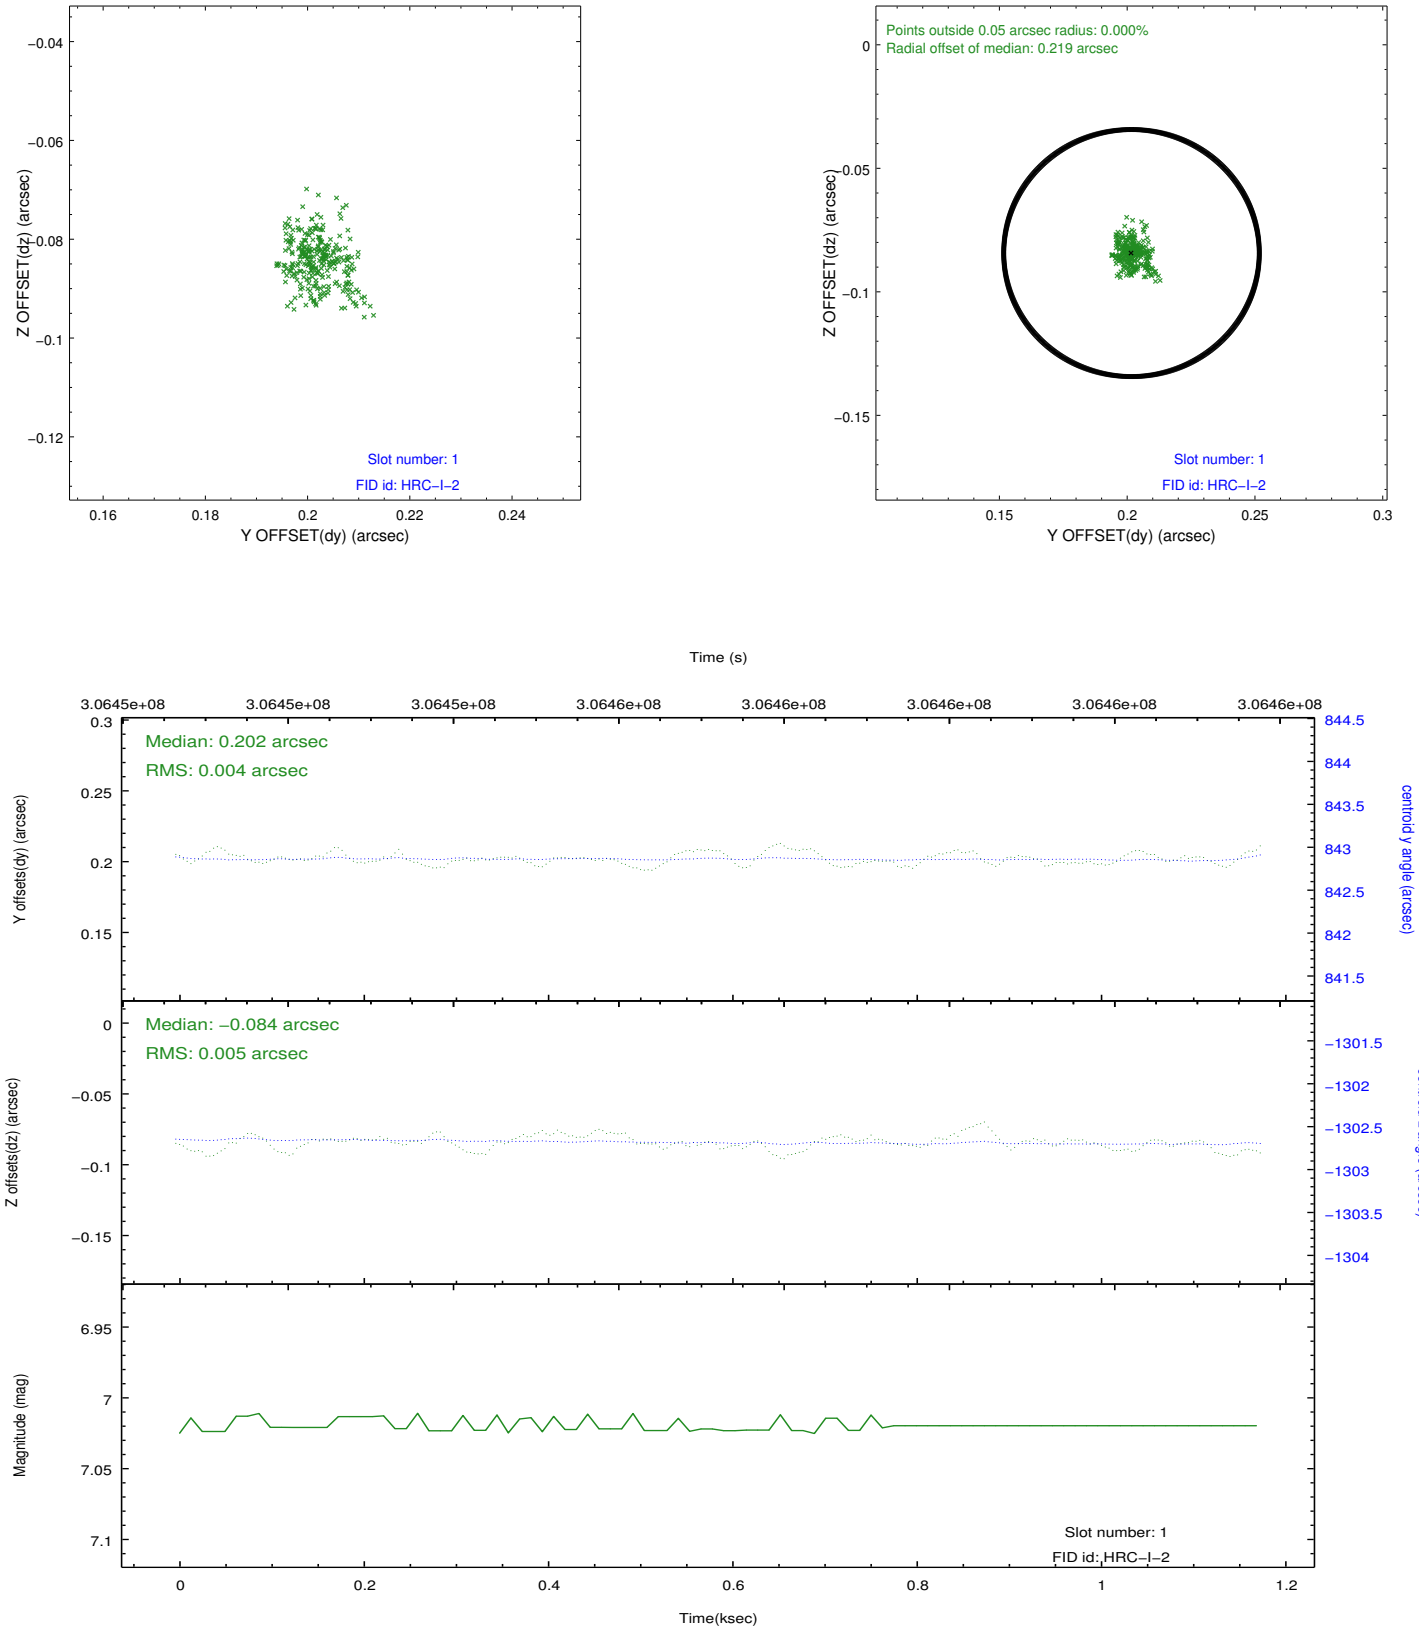 −0.04
−0.06
−0.08
−0.1
−0.12
Z OFFSET(dz) (arcsec)
Slot number: 1
FID id: HRC−I−2
0.16
0.18
0.2
0.22
0.24
Y OFFSET(dy) (arcsec)
Points outside 0.05 arcsec radius: 0.000%
Radial offset of median: 0.219 arcsec
0
−0.05
−0.1
−0.15
Z OFFSET(dz) (arcsec)
Slot number: 1
FID id: HRC−I−2
0.15
0.2
0.25
0.3
Y OFFSET(dy) (arcsec)
Time (s)
3.0645e+08
3.0645e+08
3.0645e+08
3.0646e+08
3.0646e+08
3.0646e+08
3.0646e+08
3.0646e+08
Median: 0.202 arcsec
RMS: 0.004 arcsec
0.3
0.25
0.2
0.15
Y offsets(dy) (arcsec)
844.5
844
843.5
843
842.5
842
841.5
centroid y angle (arcsec)
Median: −0.084 arcsec
RMS: 0.005 arcsec
0
−0.05
−0.1
−0.15
Z offsets(dz) (arcsec)
−1301.5
−1302
−1302.5
−1303
−1303.5
−1304
6.95
7
7.05
7.1
Magnitude (mag)
Slot number: 1
FID id: HRC−I−2
0
0.2
0.4
0.6
0.8
1
1.2
Time(ksec)